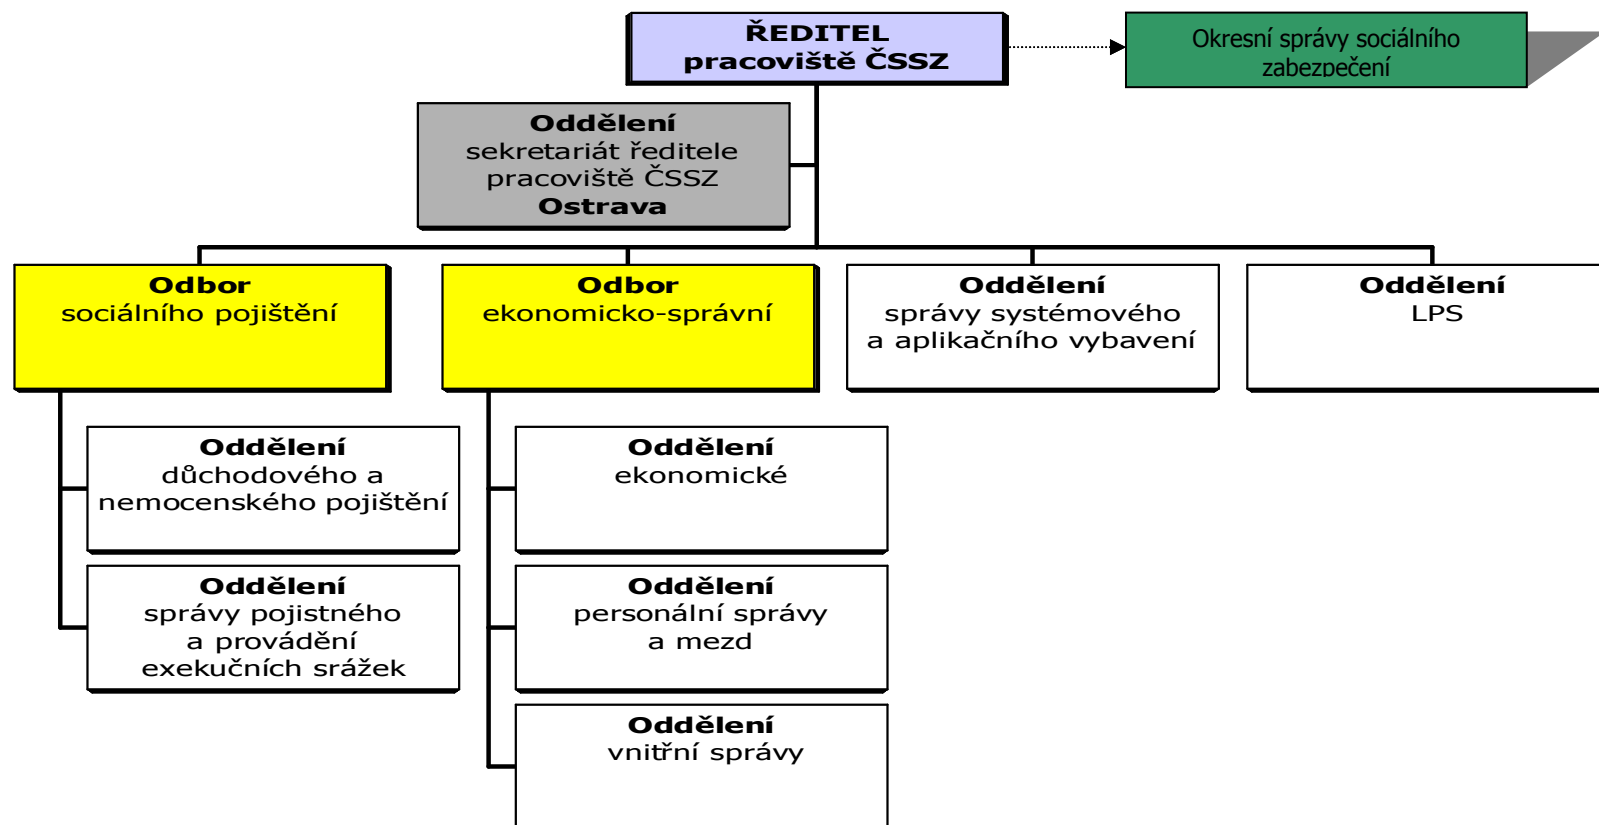 ŘEDITEL
pracoviště ČSSZ
Okresní správy sociálního
zabezpečení
Oddělení
sekretariát ředitele
pracoviště ČSSZ
Ostrava
Odbor
sociálního pojištění
Odbor
ekonomicko-správní
Oddělení
správy systémového
a aplikačního vybavení
Oddělení
LPS
Oddělení
důchodového a
nemocenského pojištění
Oddělení
ekonomické
Oddělení
správy pojistného
a provádění
exekučních srážek
Oddělení
personální správy
a mezd
Oddělení
vnitřní správy